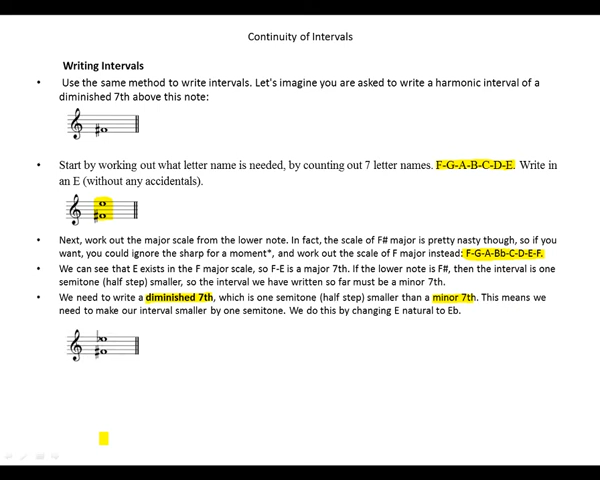 Continuity of Intervals
Writing Intervals
• Use the same method to write intervals. Let's imagine you are asked to write a harmonic interval of a
diminished 7th above this note:
• Start by working out what letter name is needed, by counting out 7 letter names. F-G-A-B-C-D-E. Write in
an E (without any accidentals).
• Next, work out the major scale from the lower note. In fact, the scale of F# major is pretty nasty though, so if you
want, you could ignore the sharp for a moment*, and work out the scale of F major instead: F-G-A-Bb-C-D-E-F.
• We can see that E exists in the F major scale, so F-E is a major 7th. If the lower note is F#, then the interval is one
semitone (half step) smaller, so the interval we have written so far must be a minor 7th.
• We need to write a diminished 7th, which is one semitone (half step) smaller than a minor 7th. This means we
need to make our interval smaller by one semitone. We do this by changing E natural to Eb.